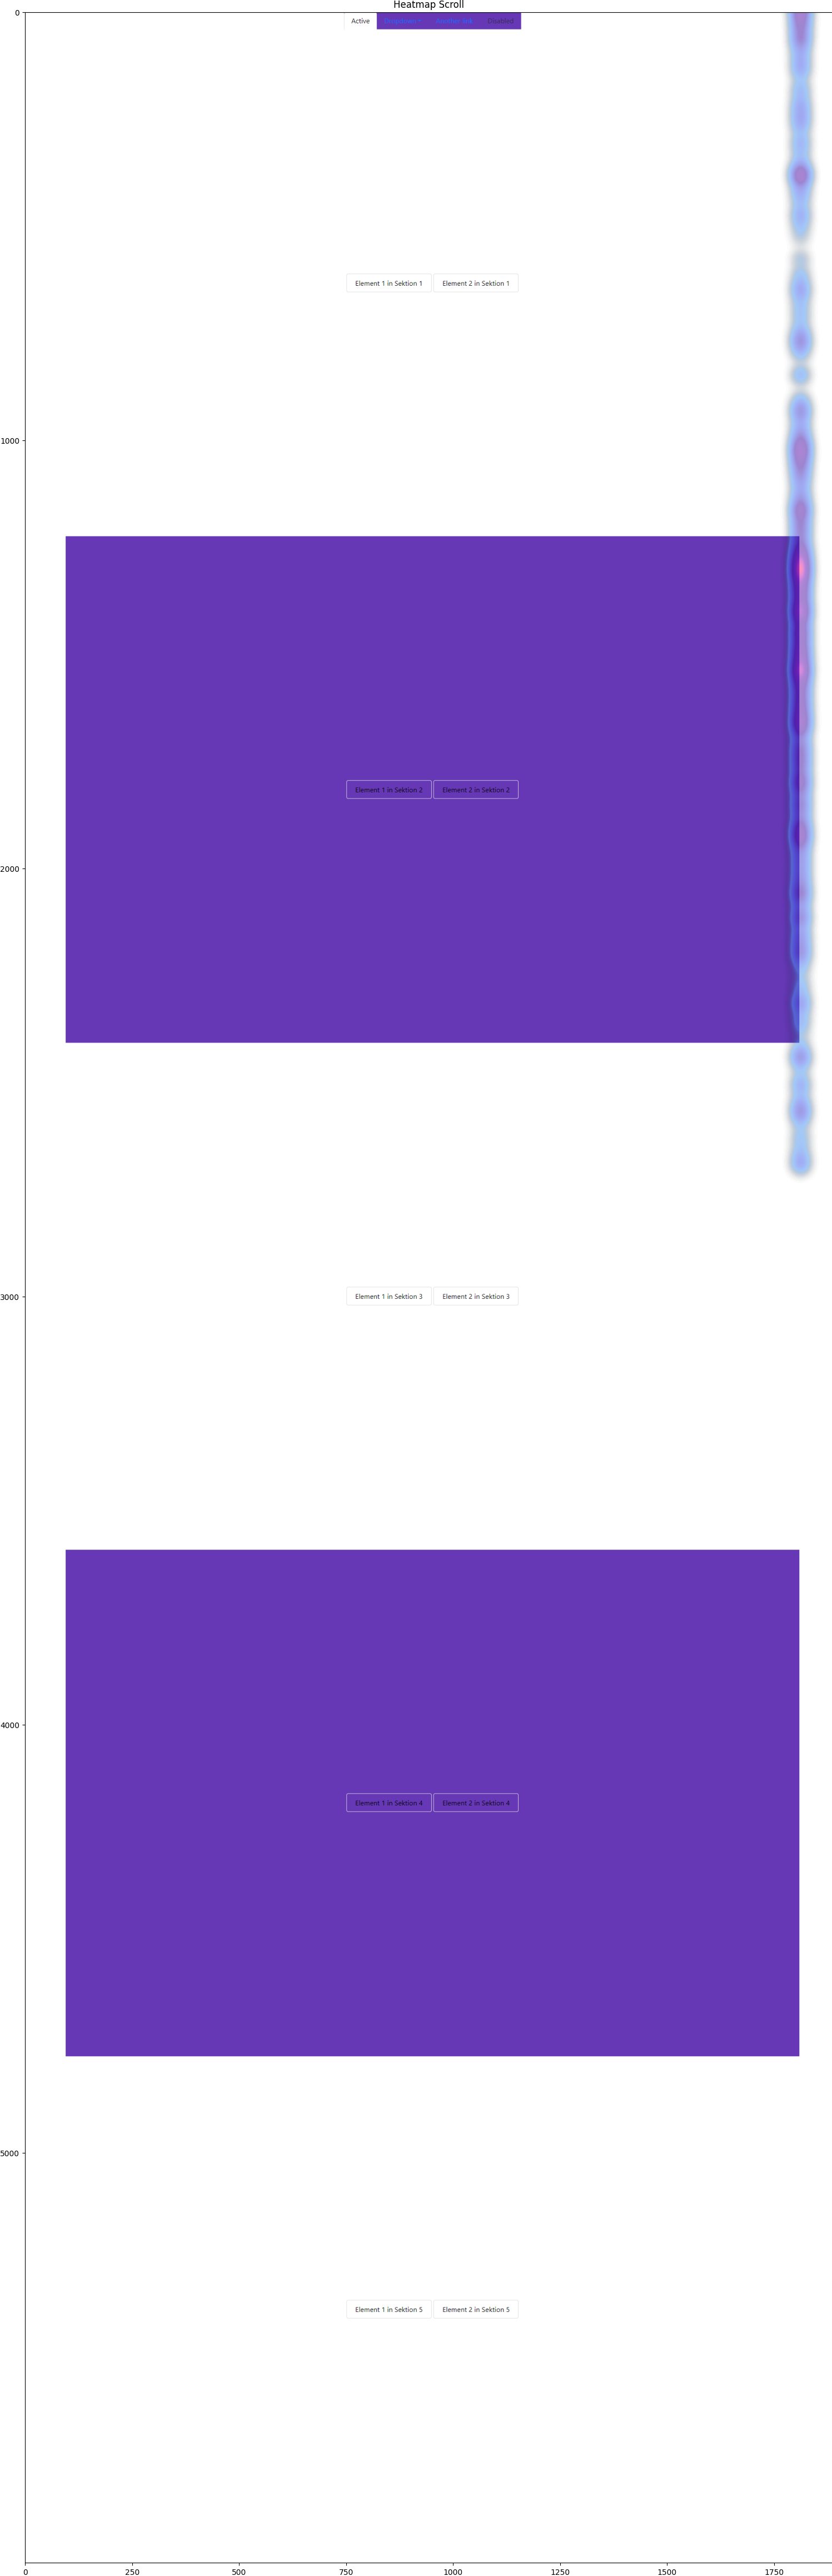 Heatmap Scroll
0
Active Disabled
Element 1 in Sektion 1 Element 2 in Sektion 1
1000
Element 1 in Sektion 2 Element 2 in Sektion 2
2000
Element 1 in Sektion 3 Element 2 in Sektion 3
3000
4000
Element 1 in Sektion 4 Element 2 in Sektion 4
5000
Element 1 in Sektion 5 Element 2 in Sektion 5
0 250 500 750 1000 1250 1500 1750